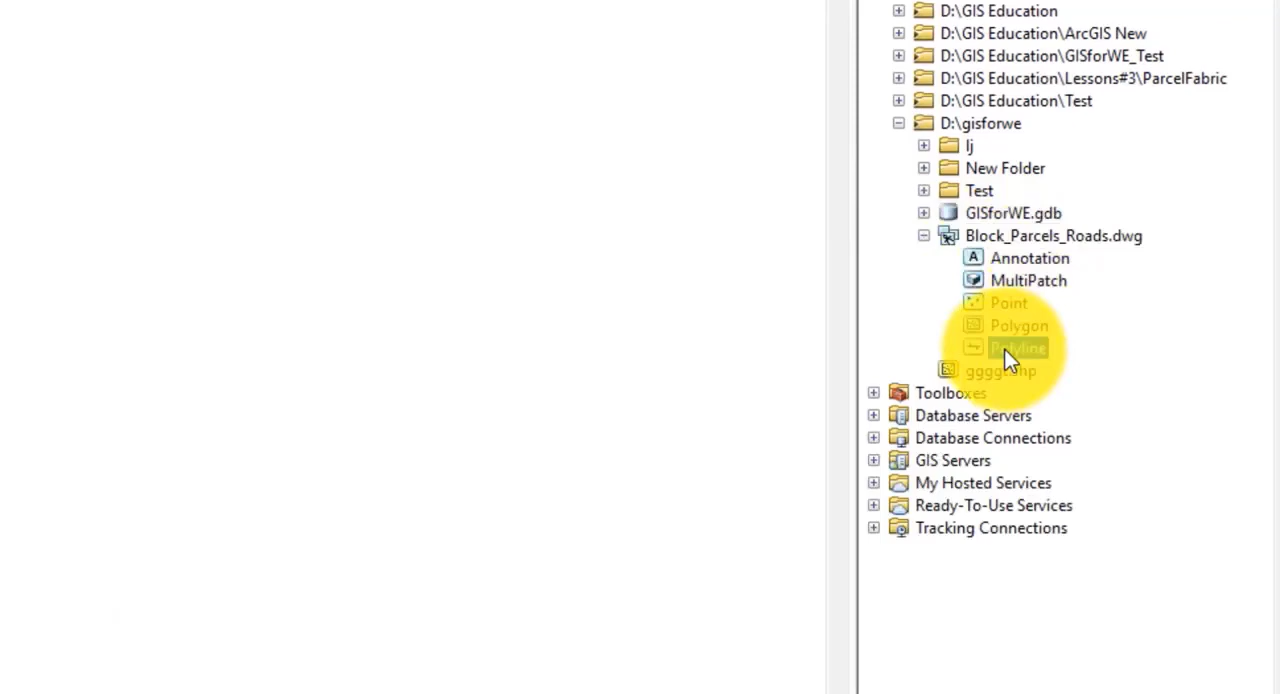 D:\GIS Education
D:\GIS Education\ArcGIS New
D:\GIS Education\GISforWE_Test
D:\GIS Education\Lessons#3\ParcelFabric
D:\GIS Education\Test
D:\gisforwe
lj
New Folder
Test
GISforWE.gdb
Block_Parcels_Roads.dwg
A Annotation
MultiPatch
Point
Polygon
Polyline
Toolboxes
Database Servers
Database Connections
GIS Servers
My Hosted Services
Ready-To-Use Services
Tracking Connections